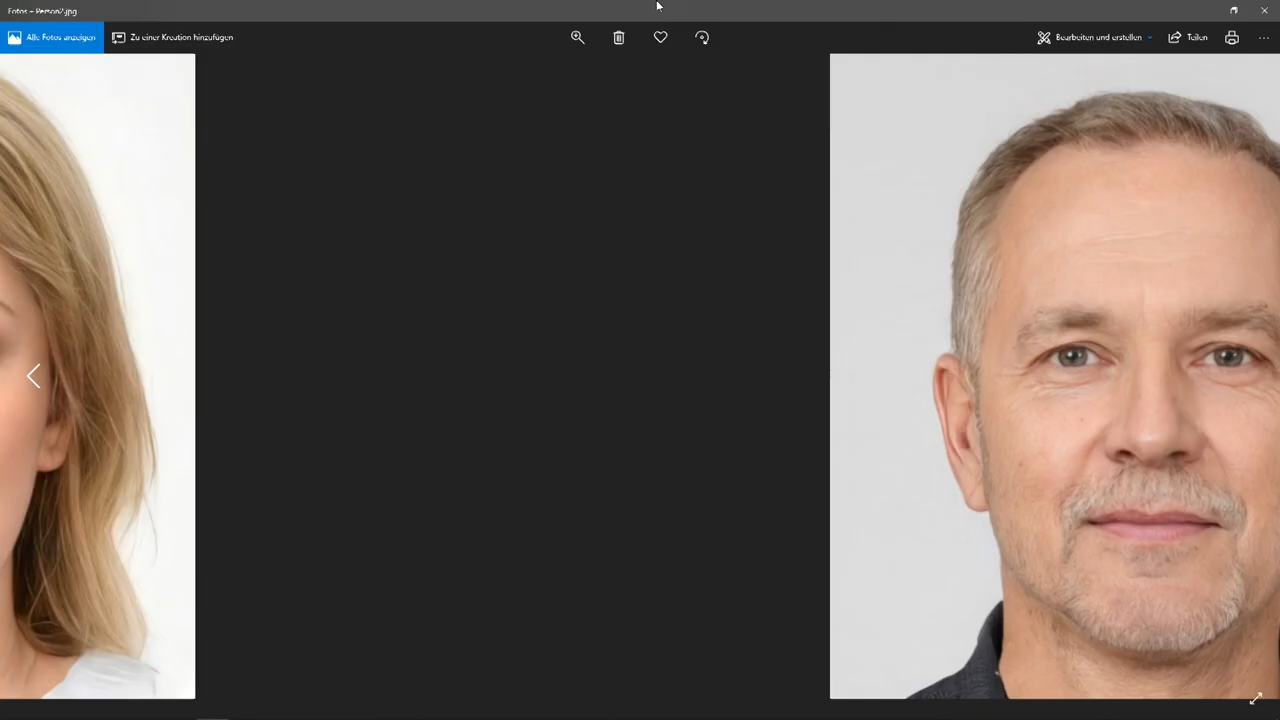 Fotos - Person2.jpg
Alle Fotos anzeigen
Zu einer Kreation hinzufügen
Bearbeiten und erstellen
Teilen